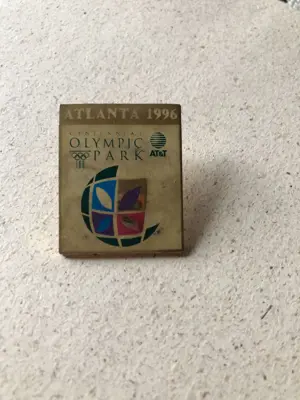 ATLANTA 1996
CENTENNIAL
OLYMPIC
PARK
AT&T